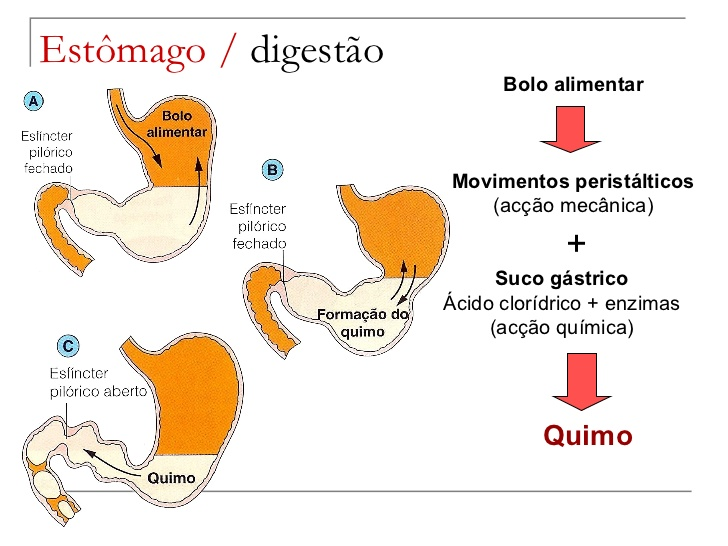 Estômago / digestão
A
Bolo
alimentar
Esfíncter
pilórico
fechado
B
Esfíncter
pilórico
fechado
Formação do
quimo
C
Esfíncter
pilórico aberto
Quimo
Bolo alimentar
Movimentos peristálticos
(acção mecânica)
+
Suco gástrico
Ácido clorídrico + enzimas
(acção química)
Quimo